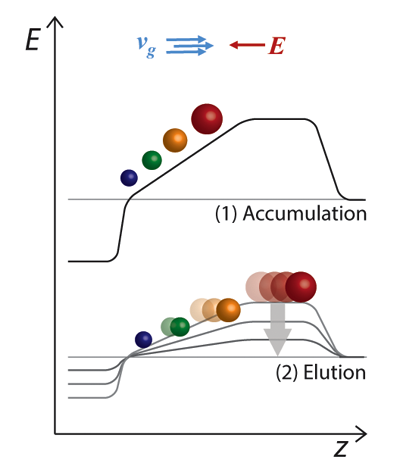 E
v_g E
(1) Accumulation
(2) Elution
z